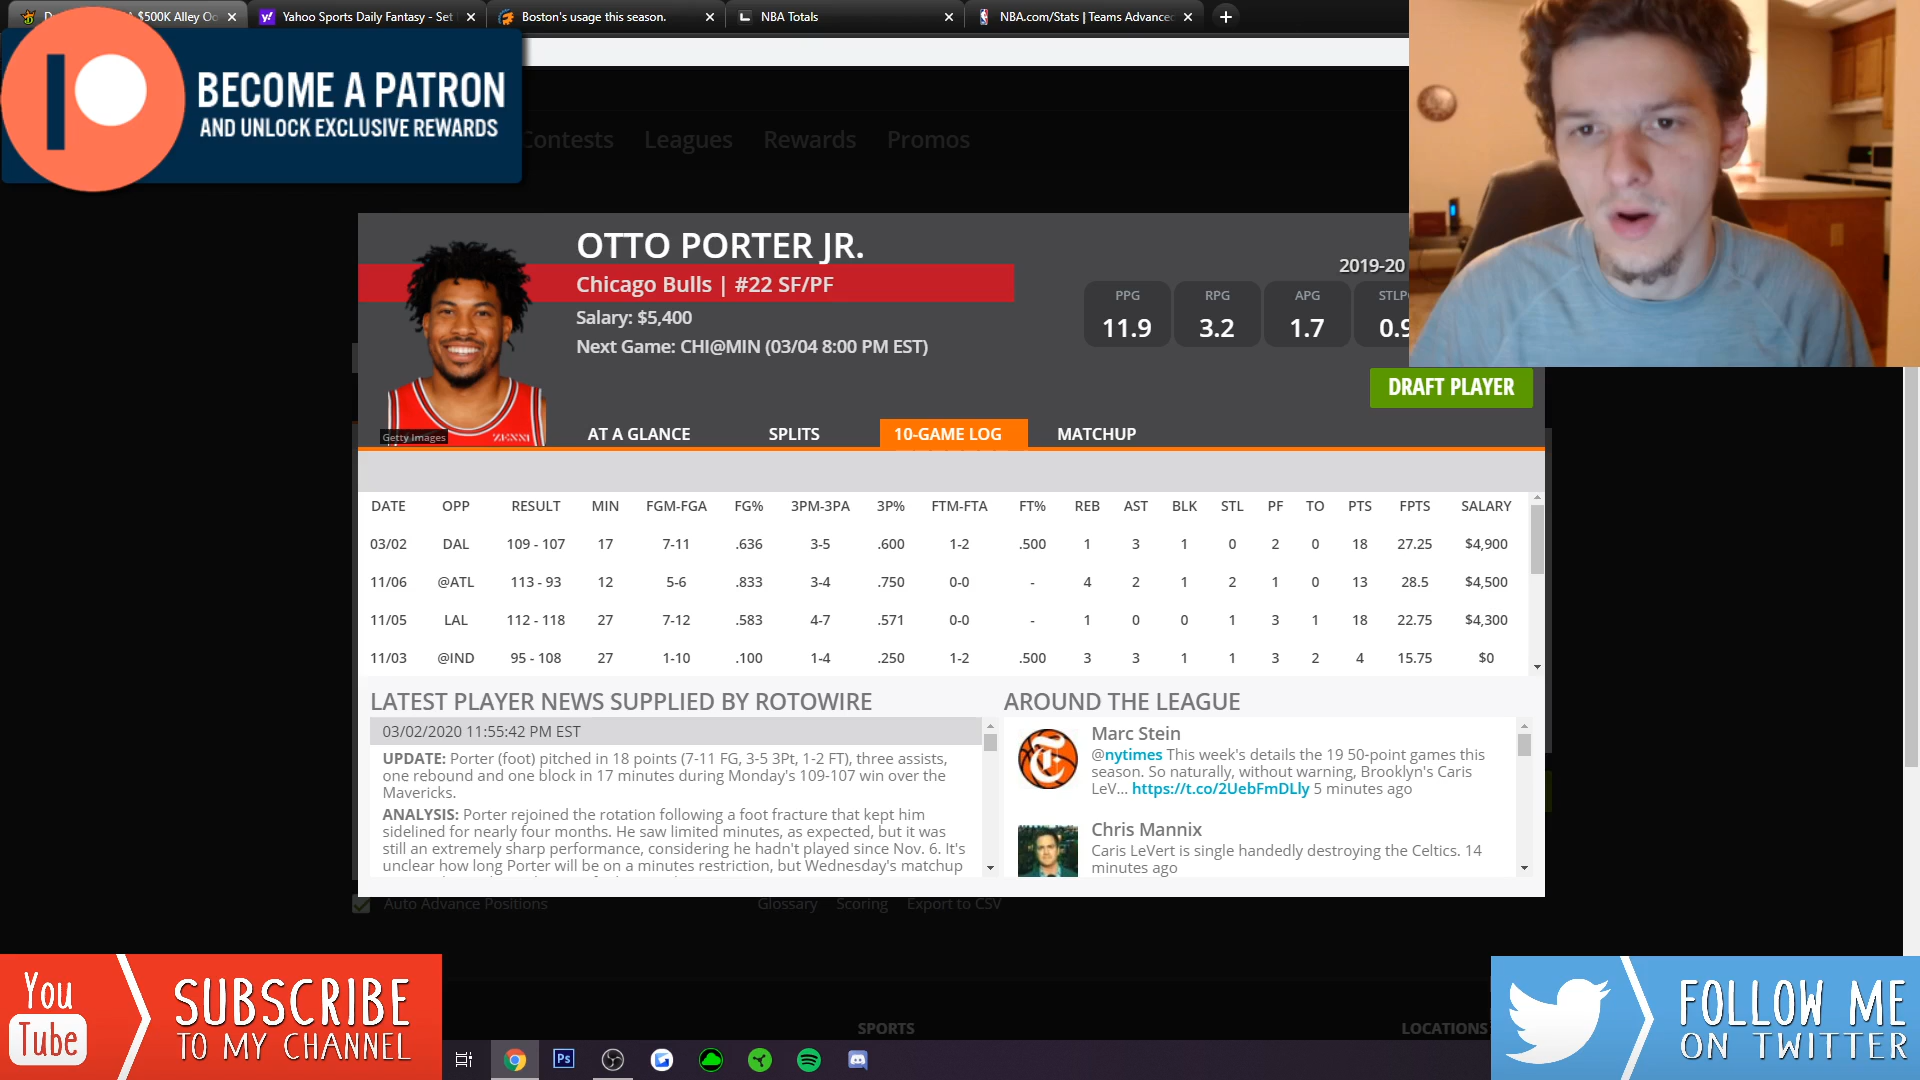 $500K Alley Oo
Yahoo Sports Daily Fantasy - Set
Boston's usage this season.
NBA Totals
NBA.com/Stats | Teams Advanced
BECOME A PATRON
AND UNLOCK EXCLUSIVE REWARDS
Contests Leagues Rewards Promos
OTTO PORTER JR.
Chicago Bulls | #22 SF/PF
Salary: $5,400
Next Game: CHI@MIN (03/04 8:00 PM EST)
2019-20
PPG RPG APG STLP
11.9 3.2 1.7 0.9
DRAFT PLAYER
Getty Images
ZENNI
AT A GLANCE SPLITS 10-GAME LOG MATCHUP
DATE OPP RESULT MIN FGM-FGA FG% 3PM-3PA 3P% FTM-FTA FT% REB AST BLK STL PF TO PTS FPTS SALARY
03/02 DAL 109 - 107 17 7-11 .636 3-5 .600 1-2 .500 1 3 1 0 2 0 18 27.25 $4,900
11/06 @ATL 113 - 93 12 5-6 .833 3-4 .750 0-0 - 4 2 1 2 1 0 13 28.5 $4,500
11/05 LAL 112 - 118 27 7-12 .583 4-7 .571 0-0 - 1 0 0 1 3 1 18 22.75 $4,300
11/03 @IND 95 - 108 27 1-10 .100 1-4 .250 1-2 .500 3 3 1 1 3 2 4 15.75 $0
LATEST PLAYER NEWS SUPPLIED BY ROTOWIRE
03/02/2020 11:55:42 PM EST
UPDATE: Porter (foot) pitched in 18 points (7-11 FG, 3-5 3Pt, 1-2 FT), three assists,
one rebound and one block in 17 minutes during Monday's 109-107 win over the
Mavericks.
ANALYSIS: Porter rejoined the rotation following a foot fracture that kept him
sidelined for nearly four months. He saw limited minutes, as expected, but it was
still an extremely sharp performance, considering he hadn't played since Nov. 6. It's
unclear how long Porter will be on a minutes restriction, but Wednesday's matchup
AROUND THE LEAGUE
Marc Stein
@nytimes This week's details the 19 50-point games this
season. So naturally, without warning, Brooklyn's Caris
LeV... https://t.co/2UebFmDLly 5 minutes ago
Chris Mannix
Caris LeVert is single handedly destroying the Celtics. 14
minutes ago
Auto Advance Positions
Glossary Scoring Export to CSV
You
Tube
SUBSCRIBE
TO MY CHANNEL
SPORTS
LOCATIONS
FOLLOW ME
ON TWITTER
Ps